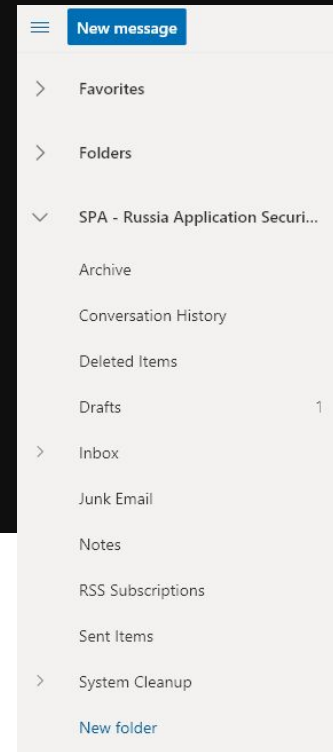 New message
Favorites
Folders
SPA - Russia Application Securi...
Archive
Conversation History
Deleted Items
Drafts 1
Inbox
Junk Email
Notes
RSS Subscriptions
Sent Items
System Cleanup
New folder